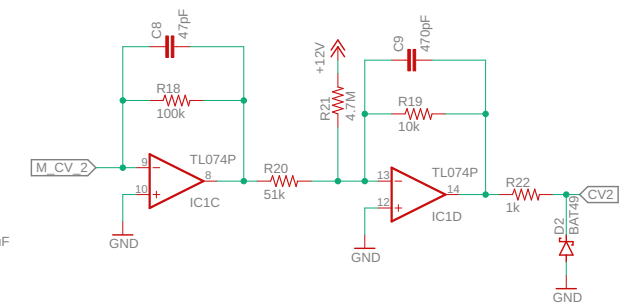 C8
47pF
R18
100k
M_CV_2
9
10
8
TL074P
IC1C
GND
R20
51k
+12V
R21
4.7M
C9
470pF
R19
10k
13
12
14
TL074P
IC1D
GND
R22
1k
CV2
D2
BAT49
GND